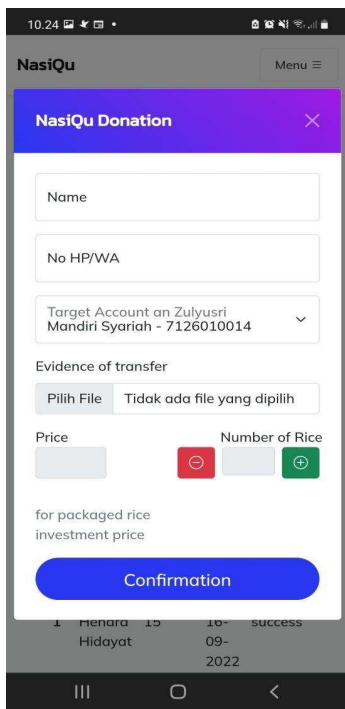 10.24
NasiQu
Menu
NasiQu Donation
Name
No HP/WA
Target Account an Zulyusri
Mandiri Syariah - 7126010014
Evidence of transfer
Pilih File Tidak ada file yang dipilih
Price Number of Rice
for packaged rice
investment price
Confirmation
1 Hendra 15 16- success
Hidayat 09-
2022